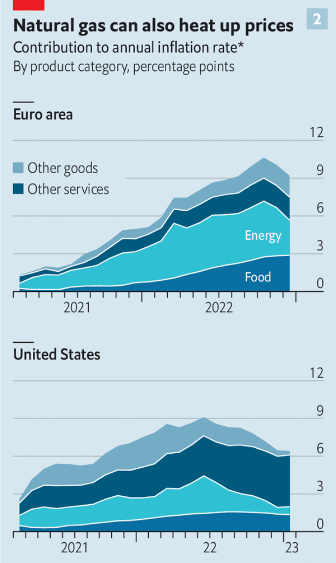 Natural gas can also heat up prices
2
Contribution to annual inflation rate*
By product category, percentage points
Euro area
12
Other goods
Other services
9
6
Energy
3
Food
0
2021
2022
United States
12
9
6
3
0
2021
22
23